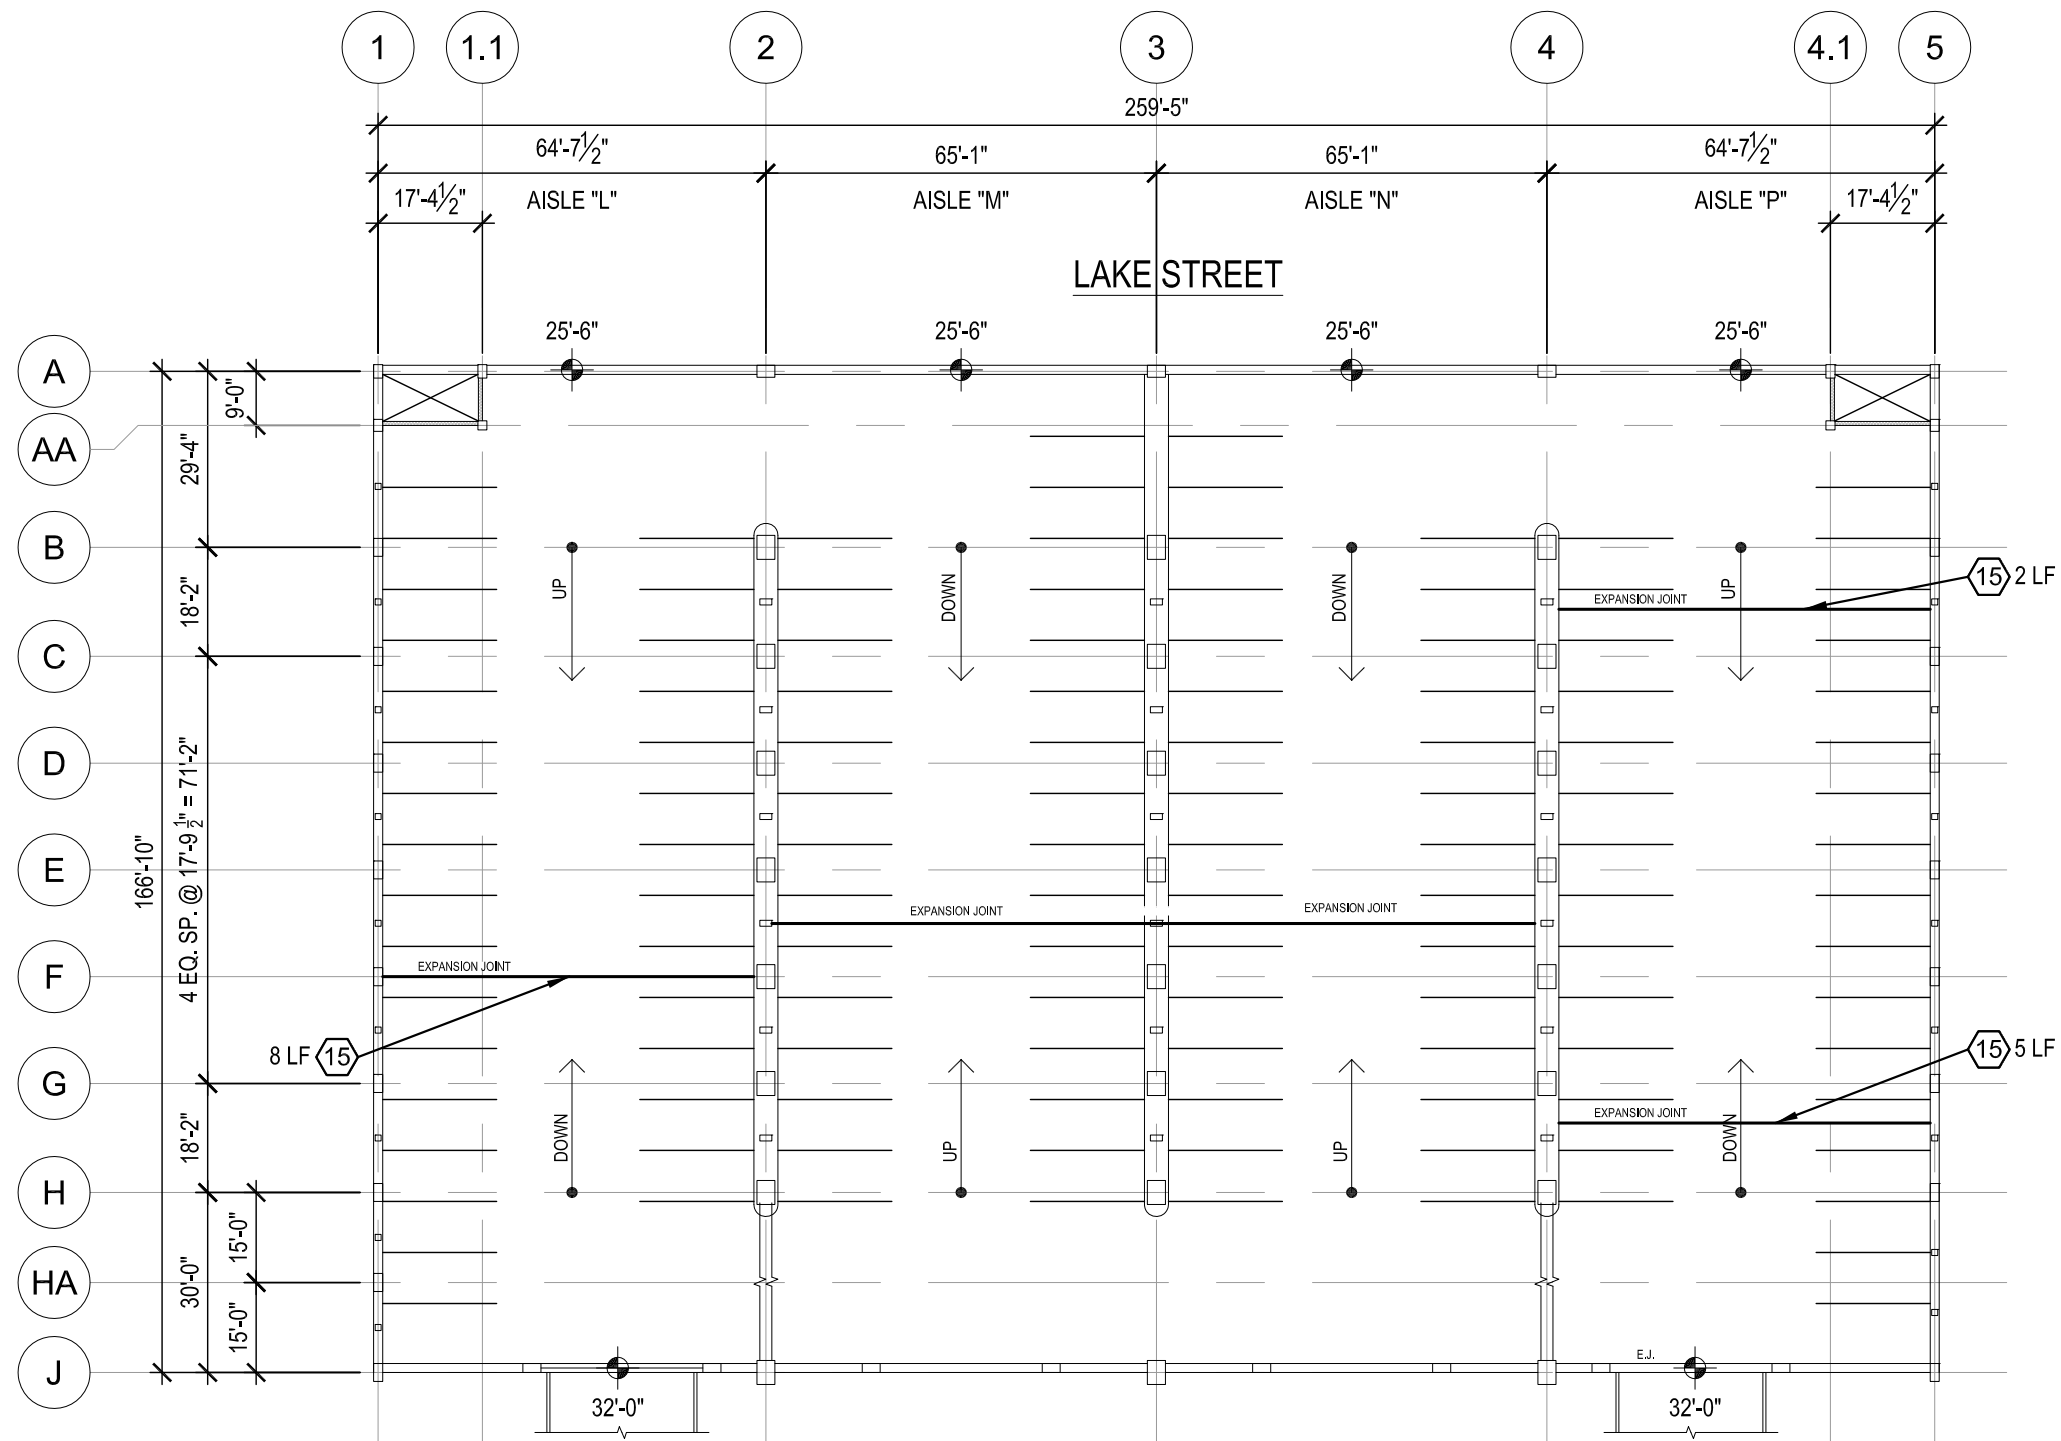 1 1.1 2 3 4 4.1 5
259'-5"
64'-7½" 65'-1" 65'-1" 64'-7½"
17'-4½" AISLE "L" AISLE "M" AISLE "N" AISLE "P" 17'-4½"
LAKE STREET
25'-6" 25'-6" 25'-6" 25'-6"
A
9'-0"
AA
29'-4"
B
UP DOWN DOWN UP
15 2 LF
EXPANSION JOINT
18'-2"
C
D
4 EQ. SP. @ 17'-9 ½" = 71'-2"
166'-10"
E
EXPANSION JOINT EXPANSION JOINT
F
EXPANSION JOINT
8 LF 15
15 5 LF
G
EXPANSION JOINT
18'-2"
DOWN UP UP DOWN
H
15'-0"
30'-0"
HA
15'-0"
E.J.
J
32'-0" 32'-0"